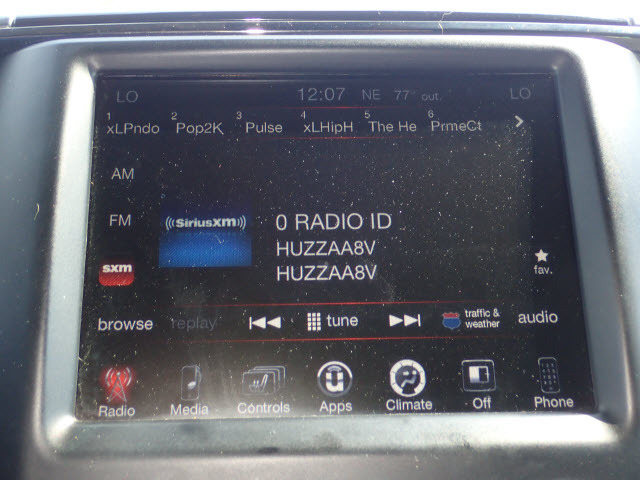 LO 12:07 NE 77° out. LO
1 xLPndo 2 Pop2K 3 Pulse 4 xLHipH 5 The He 6 PrmeCt >
AM
FM
sxm
((SiriusXM))
0 RADIO ID
HUZZAA8V
HUZZAA8V
fav.
browse replay tune traffic & weather audio
Radio Media Controls Apps Climate Off Phone